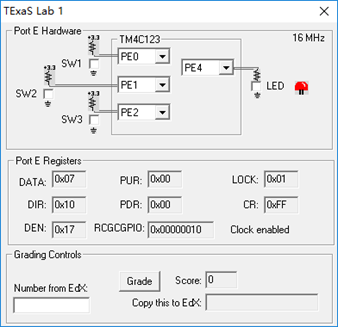 TExaS Lab 1
Port E Hardware
+3.3 TM4C123 16 MHz
SW1 PE0
+3.3 PE4
SW2 PE1 LED
+3.3
SW3 PE2
Port E Registers
DATA: 0x07 PUR: 0x00 LOCK: 0x01
DIR: 0x10 PDR: 0x00 CR: 0xFF
DEN: 0x17 RCGCGPIO: 0x00000010 Clock enabled
Grading Controls
Grade Score: 0
Number from EdX:
Copy this to EdX: